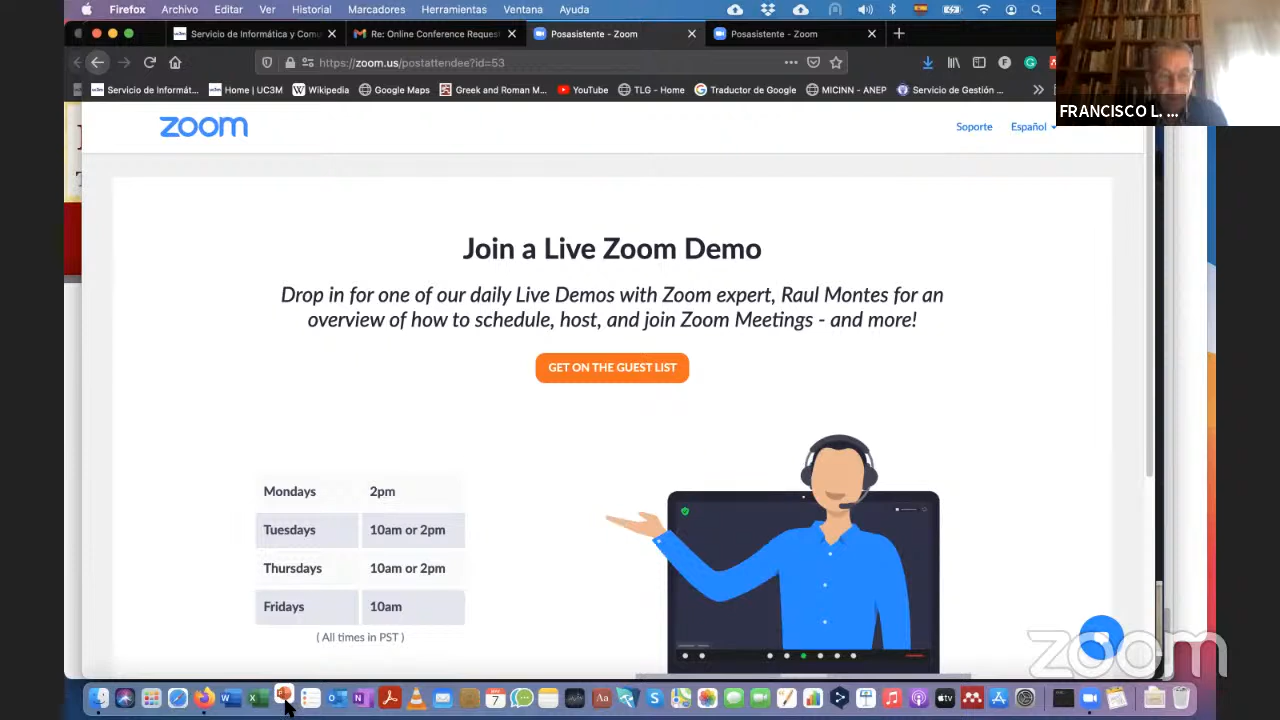 Firefox Archivo Editar Ver Historial Marcadores Herramientas Ventana Ayuda
Servicio de Informática y Comu
Re: Online Conference Request
Posasistente - Zoom
Posasistente - Zoom
https://zoom.us/postattendee?id=53
Servicio de Informát...
Home | UC3M
Wikipedia
Google Maps
Greek and Roman M...
YouTube
TLG - Home
Traductor de Google
MICINN - ANEP
Servicio de Gestión ...
FRANCISCO L. ...
zoom
Soporte
Español
Join a Live Zoom Demo
Drop in for one of our daily Live Demos with Zoom expert, Raul Montes for an
overview of how to schedule, host, and join Zoom Meetings - and more!
GET ON THE GUEST LIST
Mondays 2pm
Tuesdays 10am or 2pm
Thursdays 10am or 2pm
Fridays 10am
( All times in PST )
zoom